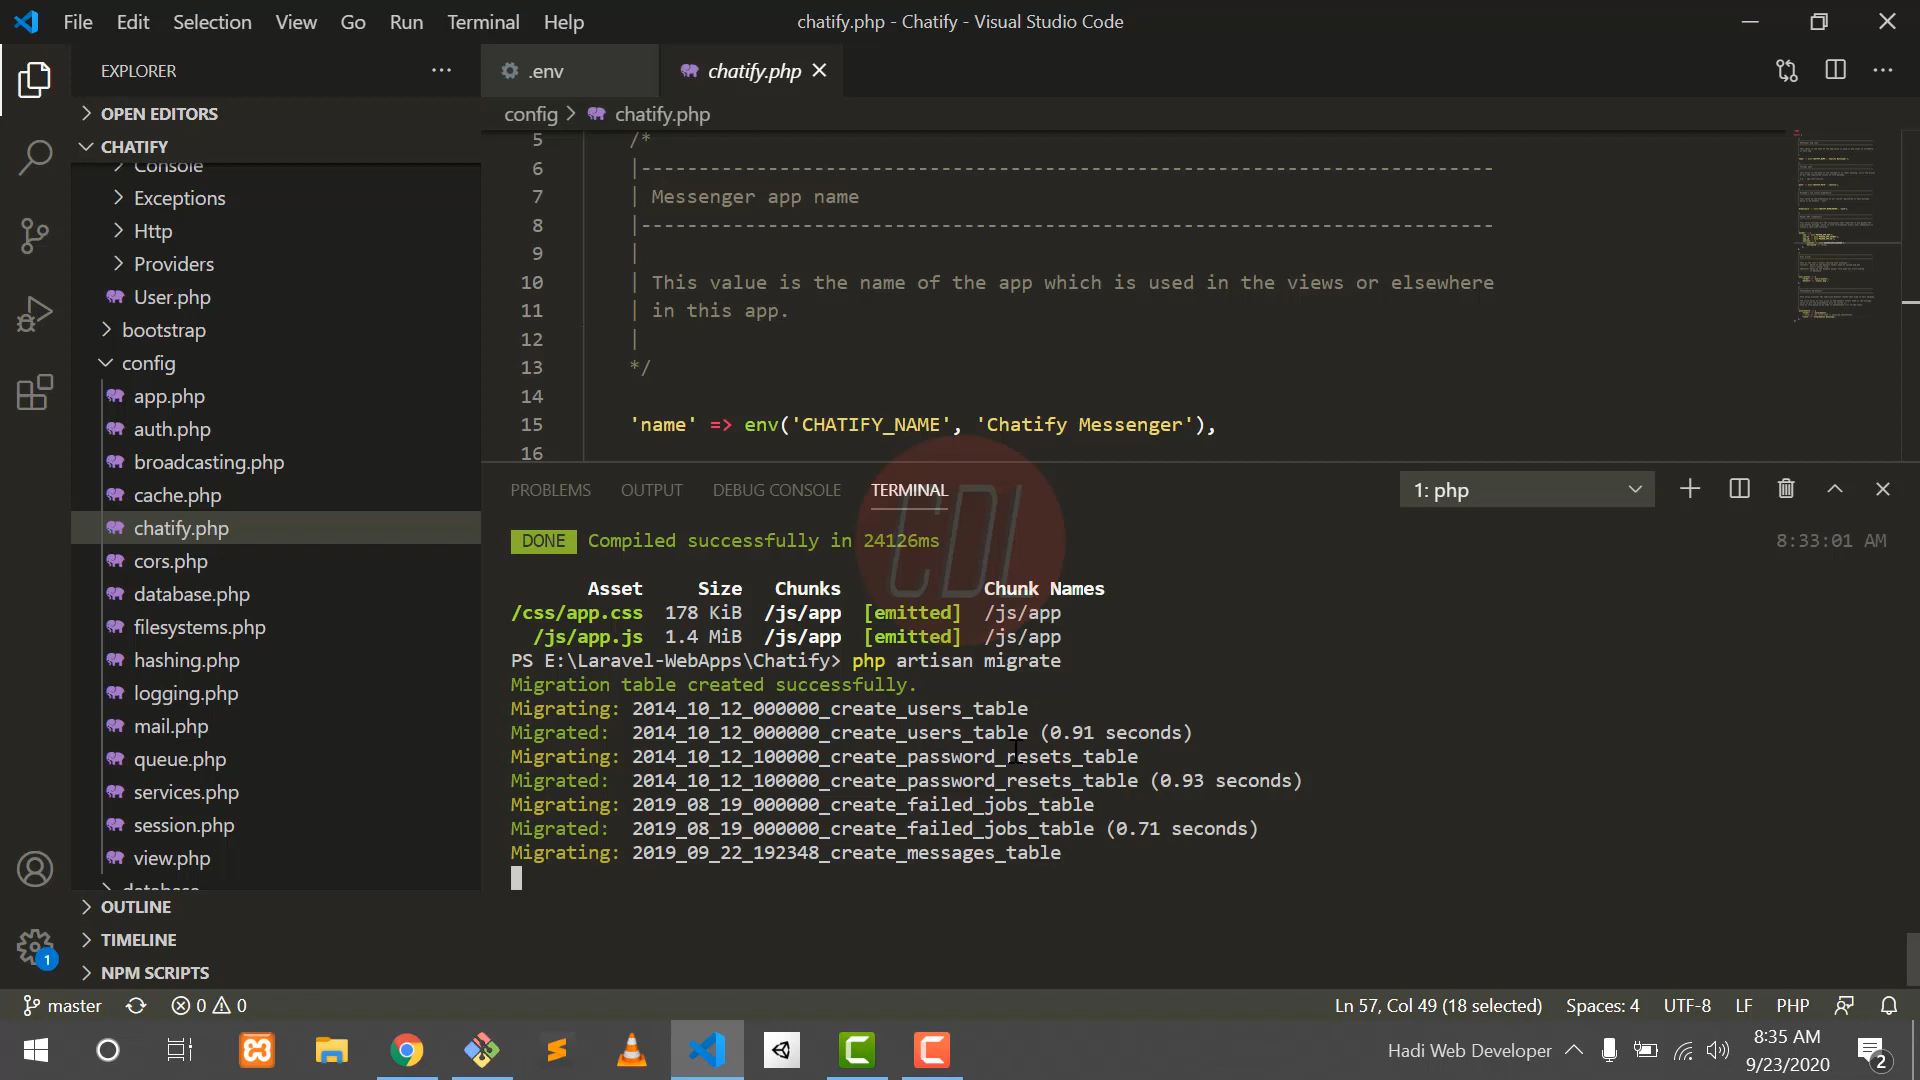 File Edit Selection View Go Run Terminal Help
chatify.php - Chatify - Visual Studio Code
EXPLORER
OPEN EDITORS
CHATIFY
Console
Exceptions
Http
Providers
User.php
bootstrap
config
app.php
auth.php
broadcasting.php
cache.php
chatify.php
cors.php
database.php
filesystems.php
hashing.php
logging.php
mail.php
queue.php
services.php
session.php
view.php
database
OUTLINE
TIMELINE
NPM SCRIPTS
.env
chatify.php
config > chatify.php
5 /*
6 |---------------------------------------------------------------------------
7 | Messenger app name
8 |---------------------------------------------------------------------------
9 |
10 | This value is the name of the app which is used in the views or elsewhere
11 | in this app.
12 |
13 */
14
15 'name' => env('CHATIFY_NAME', 'Chatify Messenger'),
16
PROBLEMS OUTPUT DEBUG CONSOLE TERMINAL
1: php
DONE Compiled successfully in 24126ms 8:33:01 AM
Asset Size Chunks Chunk Names
/css/app.css 178 KiB /js/app [emitted] /js/app
/js/app.js 1.4 MiB /js/app [emitted] /js/app
PS E:\Laravel-WebApps\Chatify> php artisan migrate
Migration table created successfully.
Migrating: 2014_10_12_000000_create_users_table
Migrated: 2014_10_12_000000_create_users_table (0.91 seconds)
Migrating: 2014_10_12_100000_create_password_resets_table
Migrated: 2014_10_12_100000_create_password_resets_table (0.93 seconds)
Migrating: 2019_08_19_000000_create_failed_jobs_table
Migrated: 2019_08_19_000000_create_failed_jobs_table (0.71 seconds)
Migrating: 2019_09_22_192348_create_messages_table
CDL
1
master
0 0
Ln 57, Col 49 (18 selected) Spaces: 4 UTF-8 LF PHP
Hadi Web Developer
8:35 AM
9/23/2020
2